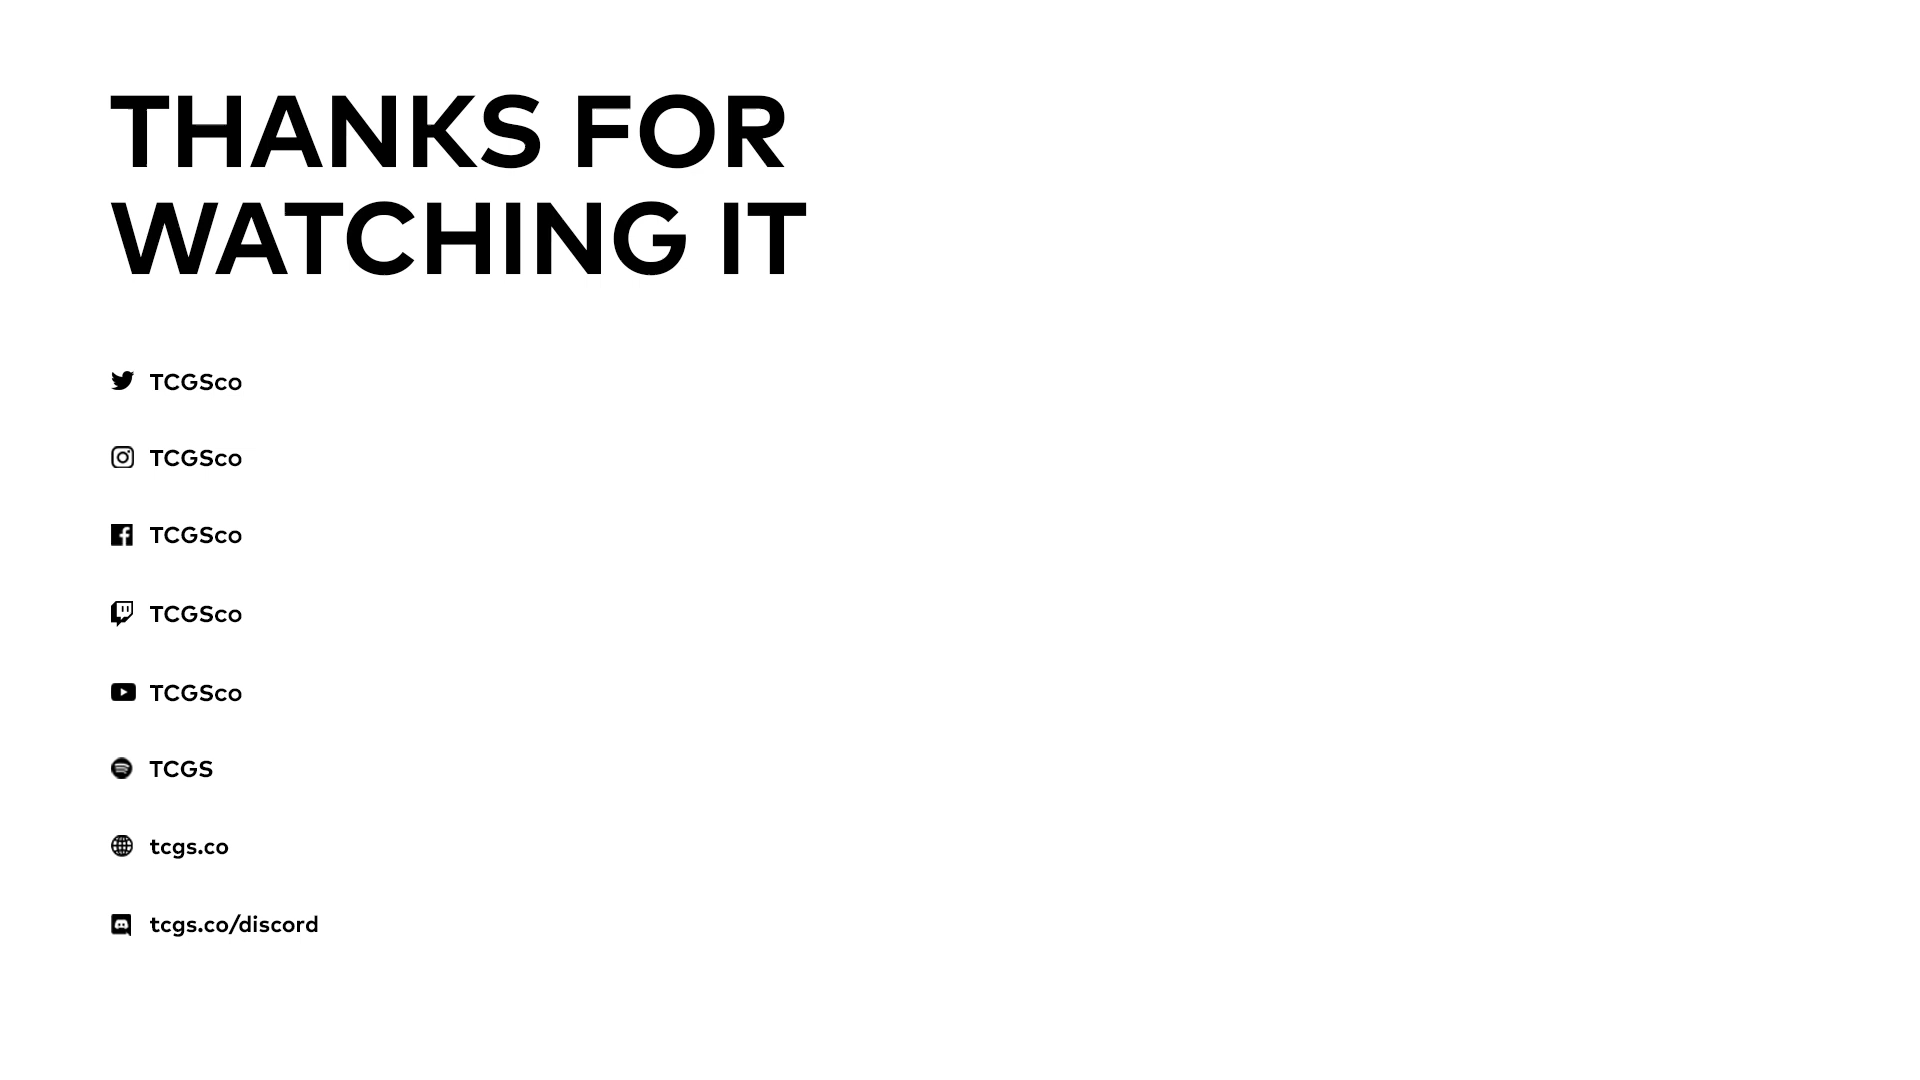 THANKS FOR
WATCHING IT
TCGSco
TCGSco
TCGSco
TCGSco
TCGSco
TCGS
tcgs.co
tcgs.co/discord